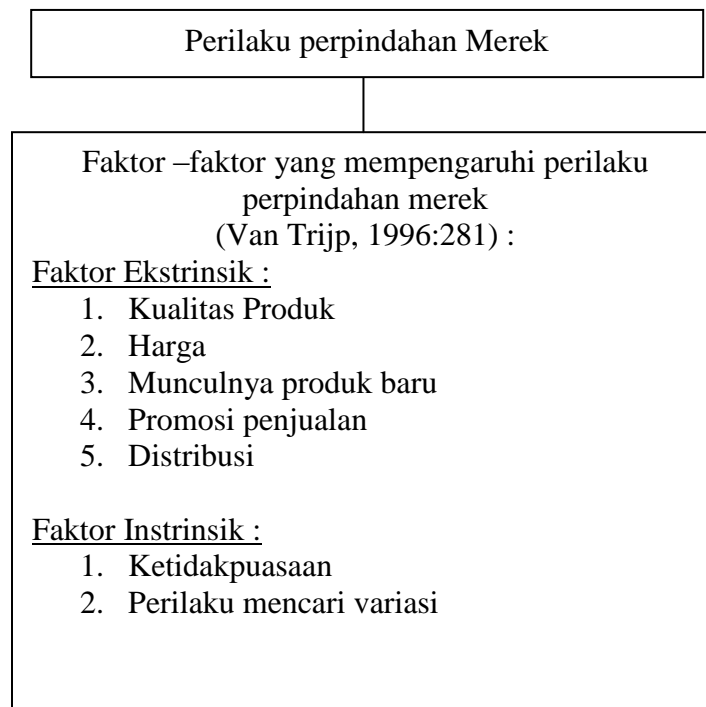 Perilaku perpindahan Merek
Faktor –faktor yang mempengaruhi perilaku
perpindahan merek
(Van Trijp, 1996:281) :
Faktor Ekstrinsik :
1. Kualitas Produk
2. Harga
3. Munculnya produk baru
4. Promosi penjualan
5. Distribusi
Faktor Instrinsik :
1. Ketidakpuasaan
2. Perilaku mencari variasi